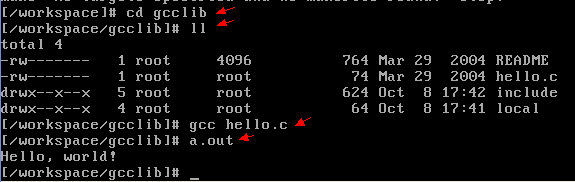 [/workspace]# cd gcclib
[/workspace/gcclib]# ll
total 4
-rw------- 1 root 4096 764 Mar 29 2004 README
-rw------- 1 root root 74 Mar 29 2004 hello.c
drwx--x--x 5 root root 624 Oct 8 17:42 include
drwx--x--x 4 root root 64 Oct 8 17:41 local
[/workspace/gcclib]# gcc hello.c
[/workspace/gcclib]# a.out
Hello, world!
[/workspace/gcclib]# _